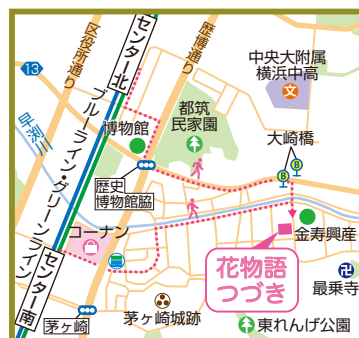 センター北
区役所通り
歴博通り
13
早渕川
ブルーライン・グリーンライン
博物館
都筑
民家園
中央大附属
横浜中高
文
大崎橋
B
B
歴史
博物館脇
コーナン
センター南
金寿興産
花物語
つづき
最乗寺
茅ヶ崎
茅ヶ崎城跡
東れんげ公園